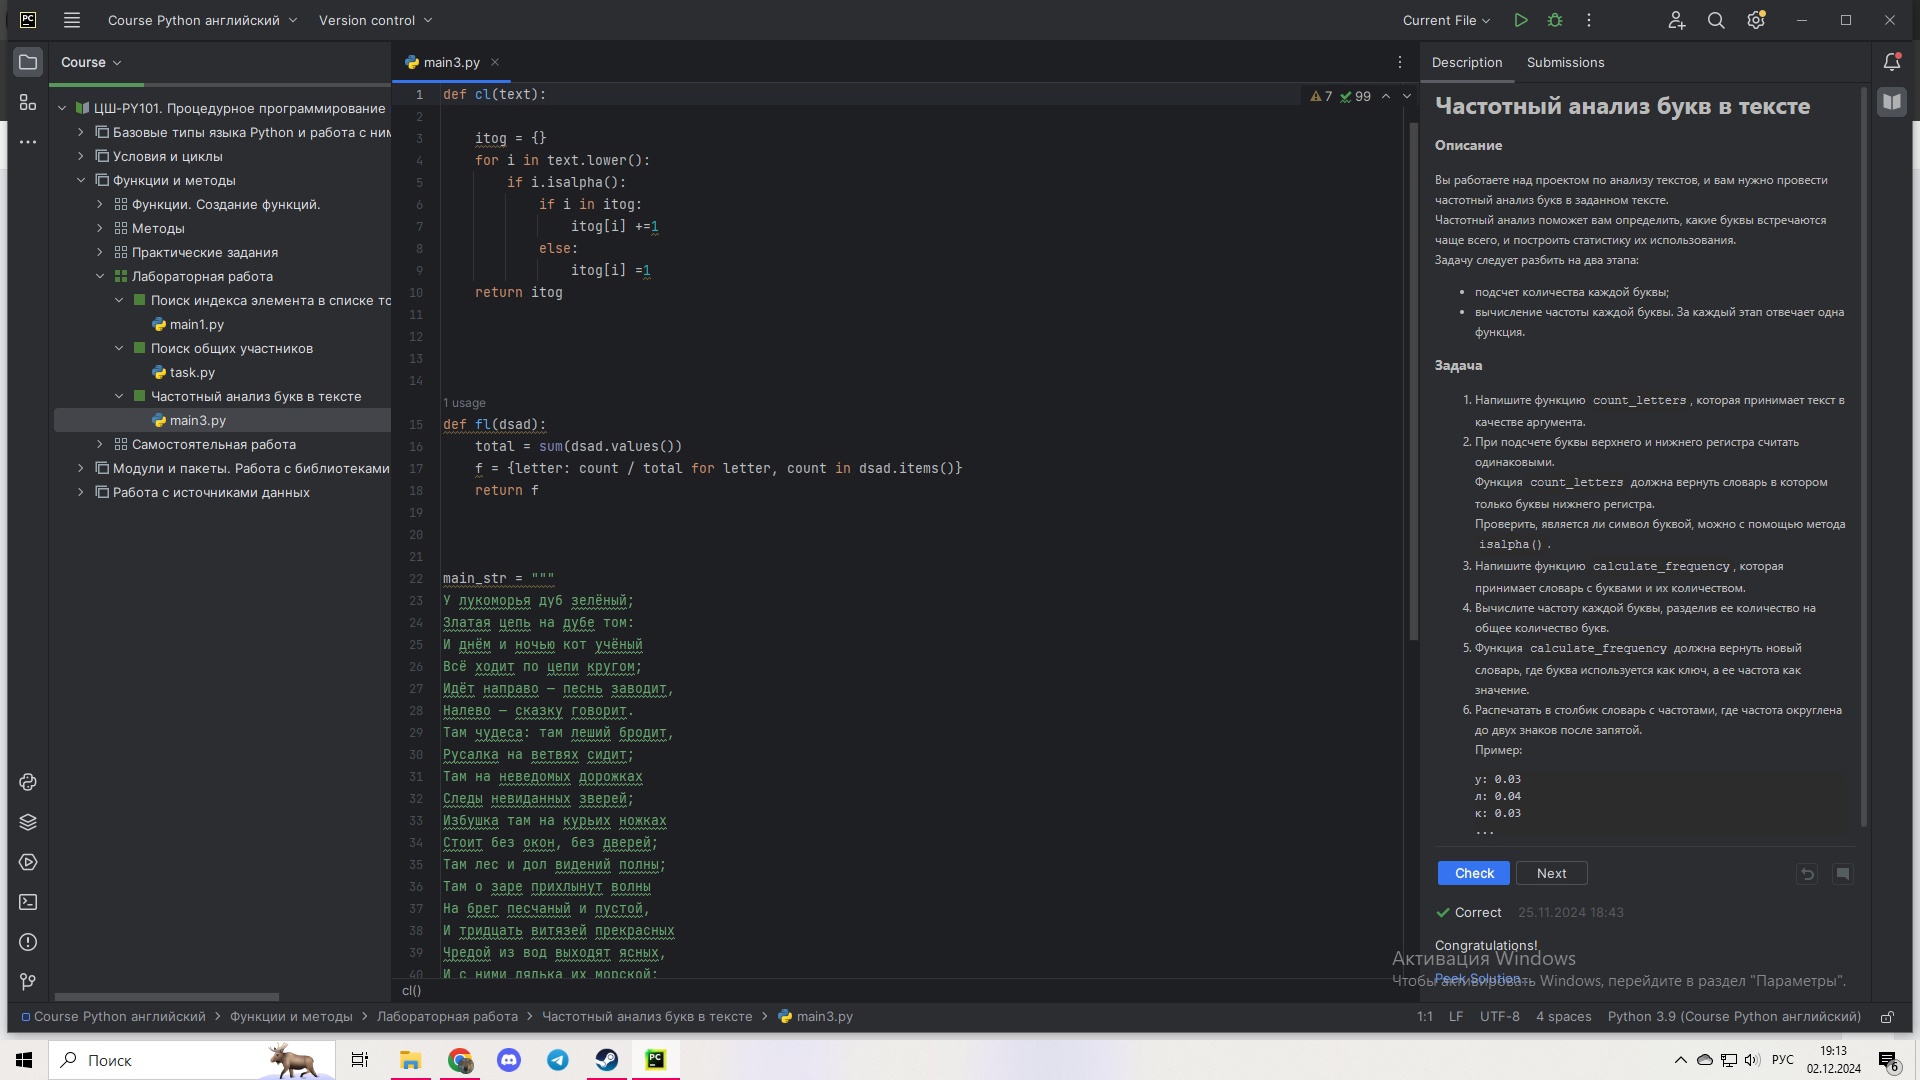 PC
Course Python английский
Version control
Current File
Course
main3.py
Description
Submissions
ЦШ-PY101. Процедурное программирование
Базовые типы языка Python и работа с ним
Условия и циклы
Функции и методы
Функции. Создание функций.
Методы
Практические задания
Лабораторная работа
Поиск индекса элемента в списке то
main1.py
Поиск общих участников
task.py
Частотный анализ букв в тексте
main3.py
Самостоятельная работа
Модули и пакеты. Работа с библиотеками
Работа с источниками данных
7 99
1 def cl(text):
2
3 itog = {}
4 for i in text.lower():
5 if i.isalpha():
6 if i in itog:
7 itog[i] +=1
8 else:
9 itog[i] =1
10 return itog
11
12
13
14
1 usage
15 def fl(dsad):
16 total = sum(dsad.values())
17 f = {letter: count / total for letter, count in dsad.items()}
18 return f
19
20
21
22 main_str = """
23 У лукоморья дуб зелёный;
24 Златая цепь на дубе том:
25 И днём и ночью кот учёный
26 Всё ходит по цепи кругом;
27 Идёт направо — песнь заводит,
28 Налево — сказку говорит.
29 Там чудеса: там леший бродит,
30 Русалка на ветвях сидит;
31 Там на неведомых дорожках
32 Следы невиданных зверей;
33 Избушка там на курьих ножках
34 Стоит без окон, без дверей;
35 Там лес и дол видений полны;
36 Там о заре прихлынут волны
37 На брег песчаный и пустой,
38 И тридцать витязей прекрасных
39 Чредой из вод выходят ясных,
40 И с ними дядька их морской;
cl()
Частотный анализ букв в тексте
Описание
Вы работаете над проектом по анализу текстов, и вам нужно провести
частотный анализ букв в заданном тексте.
Частотный анализ поможет вам определить, какие буквы встречаются
чаще всего, и построить статистику их использования.
Задачу следует разбить на два этапа:
• подсчет количества каждой буквы;
• вычисление частоты каждой буквы. За каждый этап отвечает одна
функция.
Задача
1. Напишите функцию count_letters, которая принимает текст в
качестве аргумента.
2. При подсчете буквы верхнего и нижнего регистра считать
одинаковыми.
Функция count_letters должна вернуть словарь в котором
только буквы нижнего регистра.
Проверить, является ли символ буквой, можно с помощью метода
isalpha().
3. Напишите функцию calculate_frequency, которая
принимает словарь с буквами и их количеством.
4. Вычислите частоту каждой буквы, разделив ее количество на
общее количество букв.
5. Функция calculate_frequency должна вернуть новый
словарь, где буква используется как ключ, а ее частота как
значение.
6. Распечатать в столбик словарь с частотами, где частота округлена
до двух знаков после запятой.
Пример:
у: 0.03
л: 0.04
к: 0.03
...
Check
Next
Correct 25.11.2024 18:43
Congratulations!
Peek Solution...
Активация Windows
Чтобы активировать Windows, перейдите в раздел "Параметры".
Course Python английский > Функции и методы > Лабораторная работа > Частотный анализ букв в тексте > main3.py
1:1 LF UTF-8 4 spaces Python 3.9 (Course Python английский)
Поиск
PC
РУС
19:13
02.12.2024
6